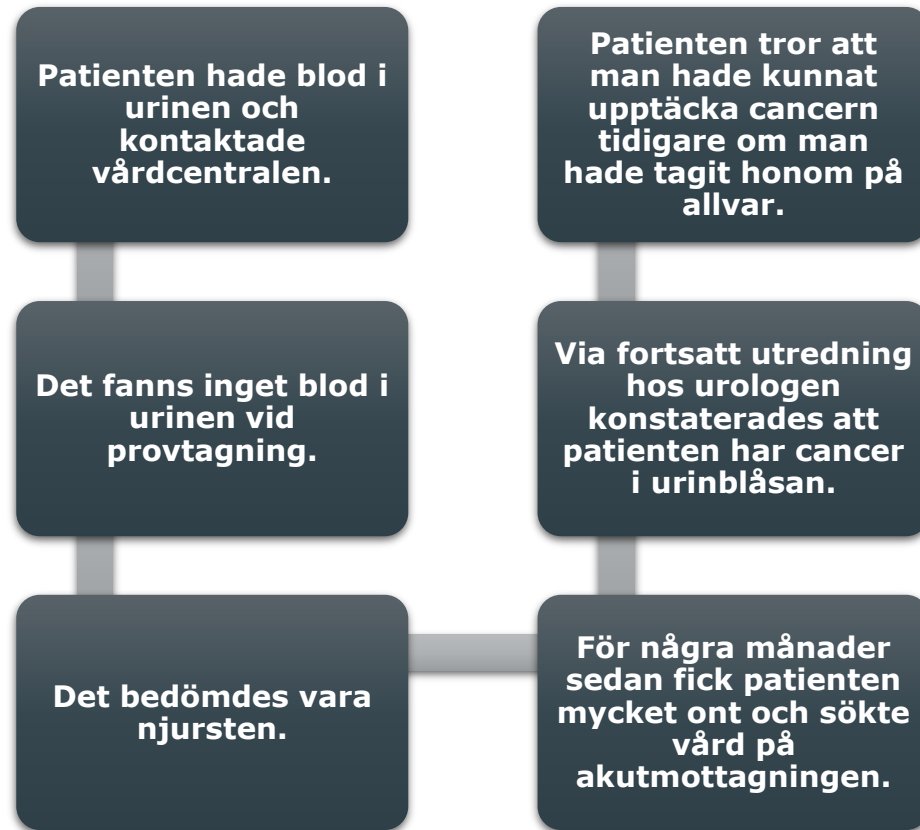 Patienten hade blod i
urinen och
kontaktade
vårdcentralen.
Det fanns inget blod i
urinen vid
provtagning.
Det bedömdes vara
njursten.
För några månader
sedan fick patienten
mycket ont och sökte
vård på
akutmottagningen.
Via fortsatt utredning
hos urologen
konstaterades att
patienten har cancer
i urinblåsan.
Patienten tror att
man hade kunnat
upptäcka cancern
tidigare om man
hade tagit honom på
allvar.